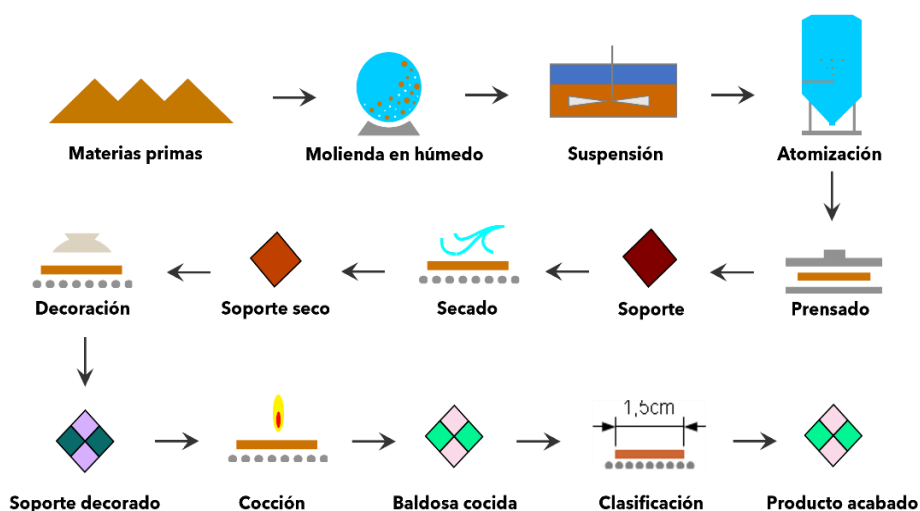 Materias primas
Molienda en húmedo
Suspensión
Atomización
Decoración
Soporte seco
Secado
Soporte
Prensado
1,5cm
Soporte decorado
Cocción
Baldosa cocida
Clasificación
Producto acabado